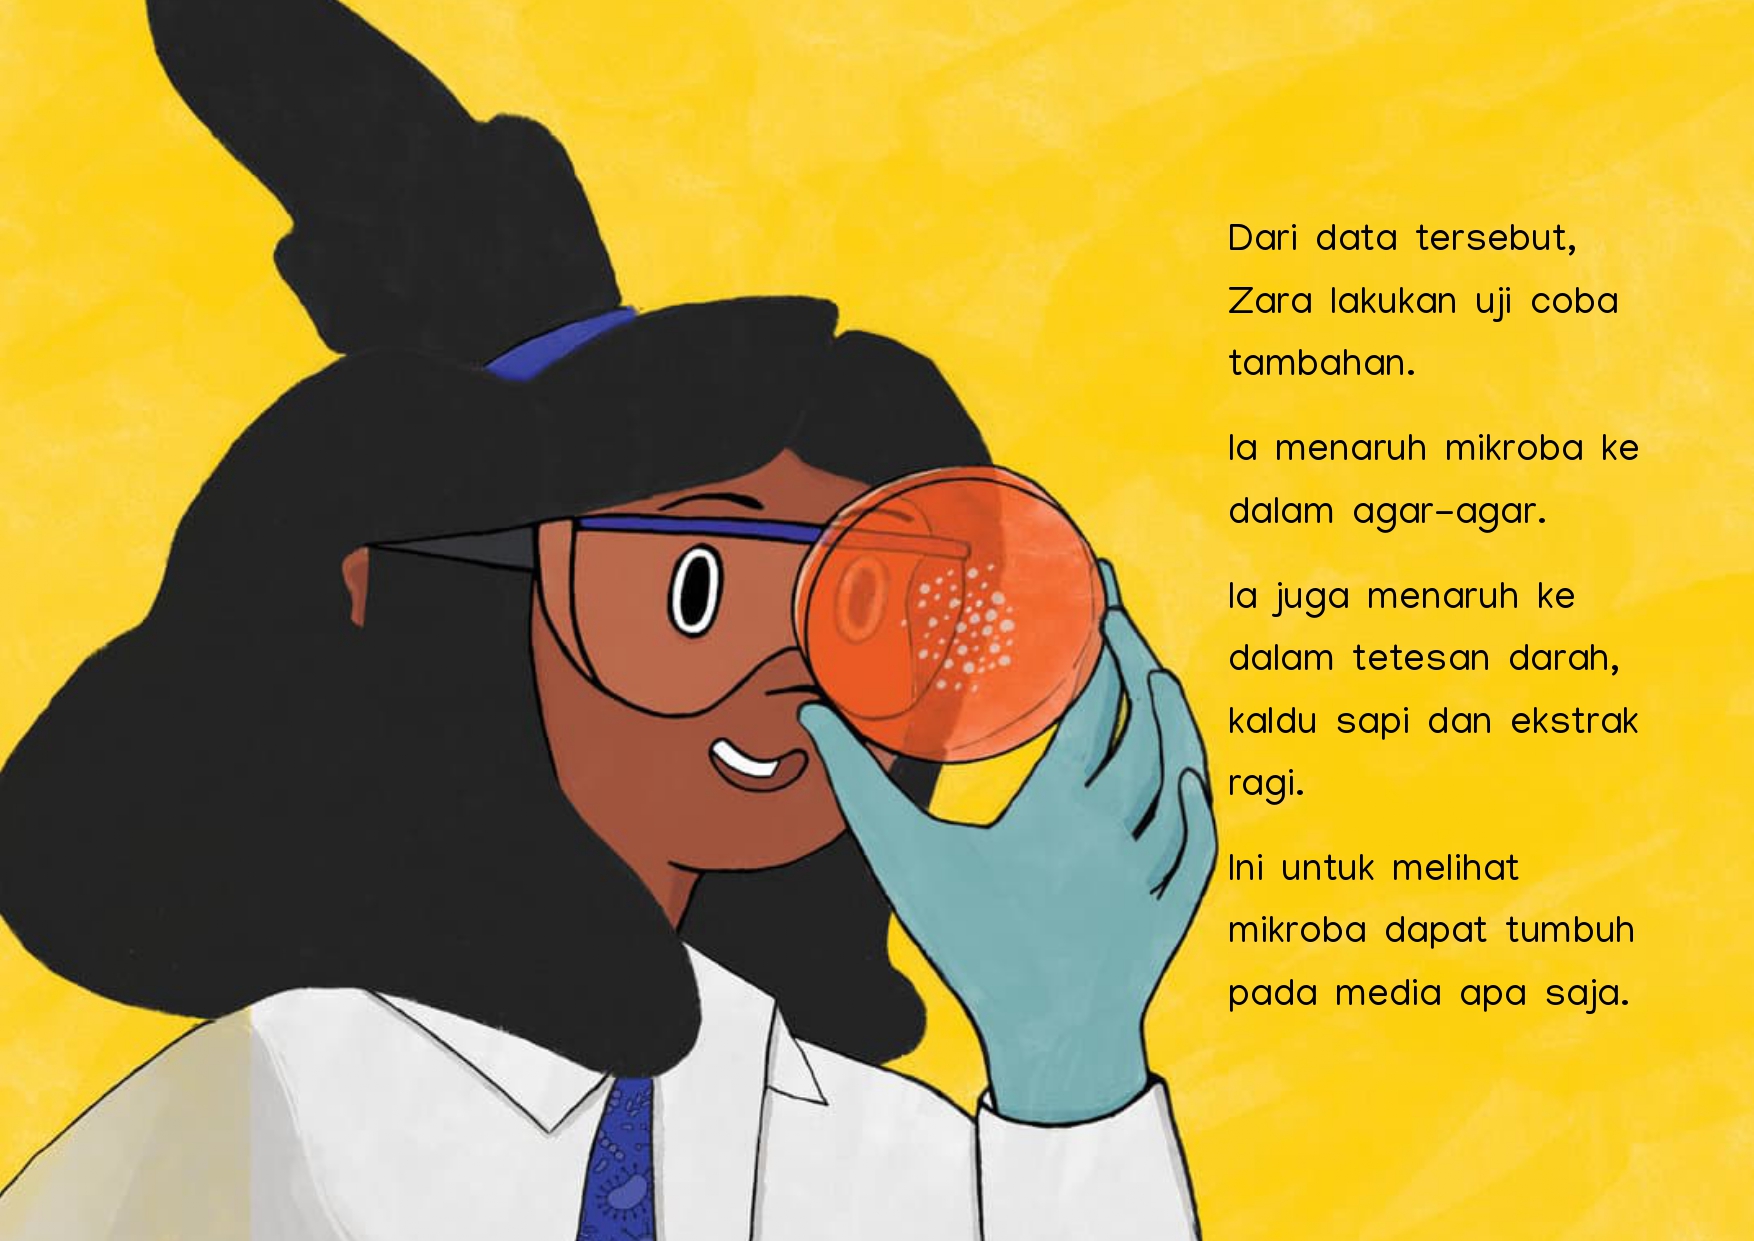 Dari data tersebut,
Zara lakukan uji coba
tambahan.
Ia menaruh mikroba ke
dalam agar-agar.
Ia juga menaruh ke
dalam tetesan darah,
kaldu sapi dan ekstrak
ragi.
Ini untuk melihat
mikroba dapat tumbuh
pada media apa saja.